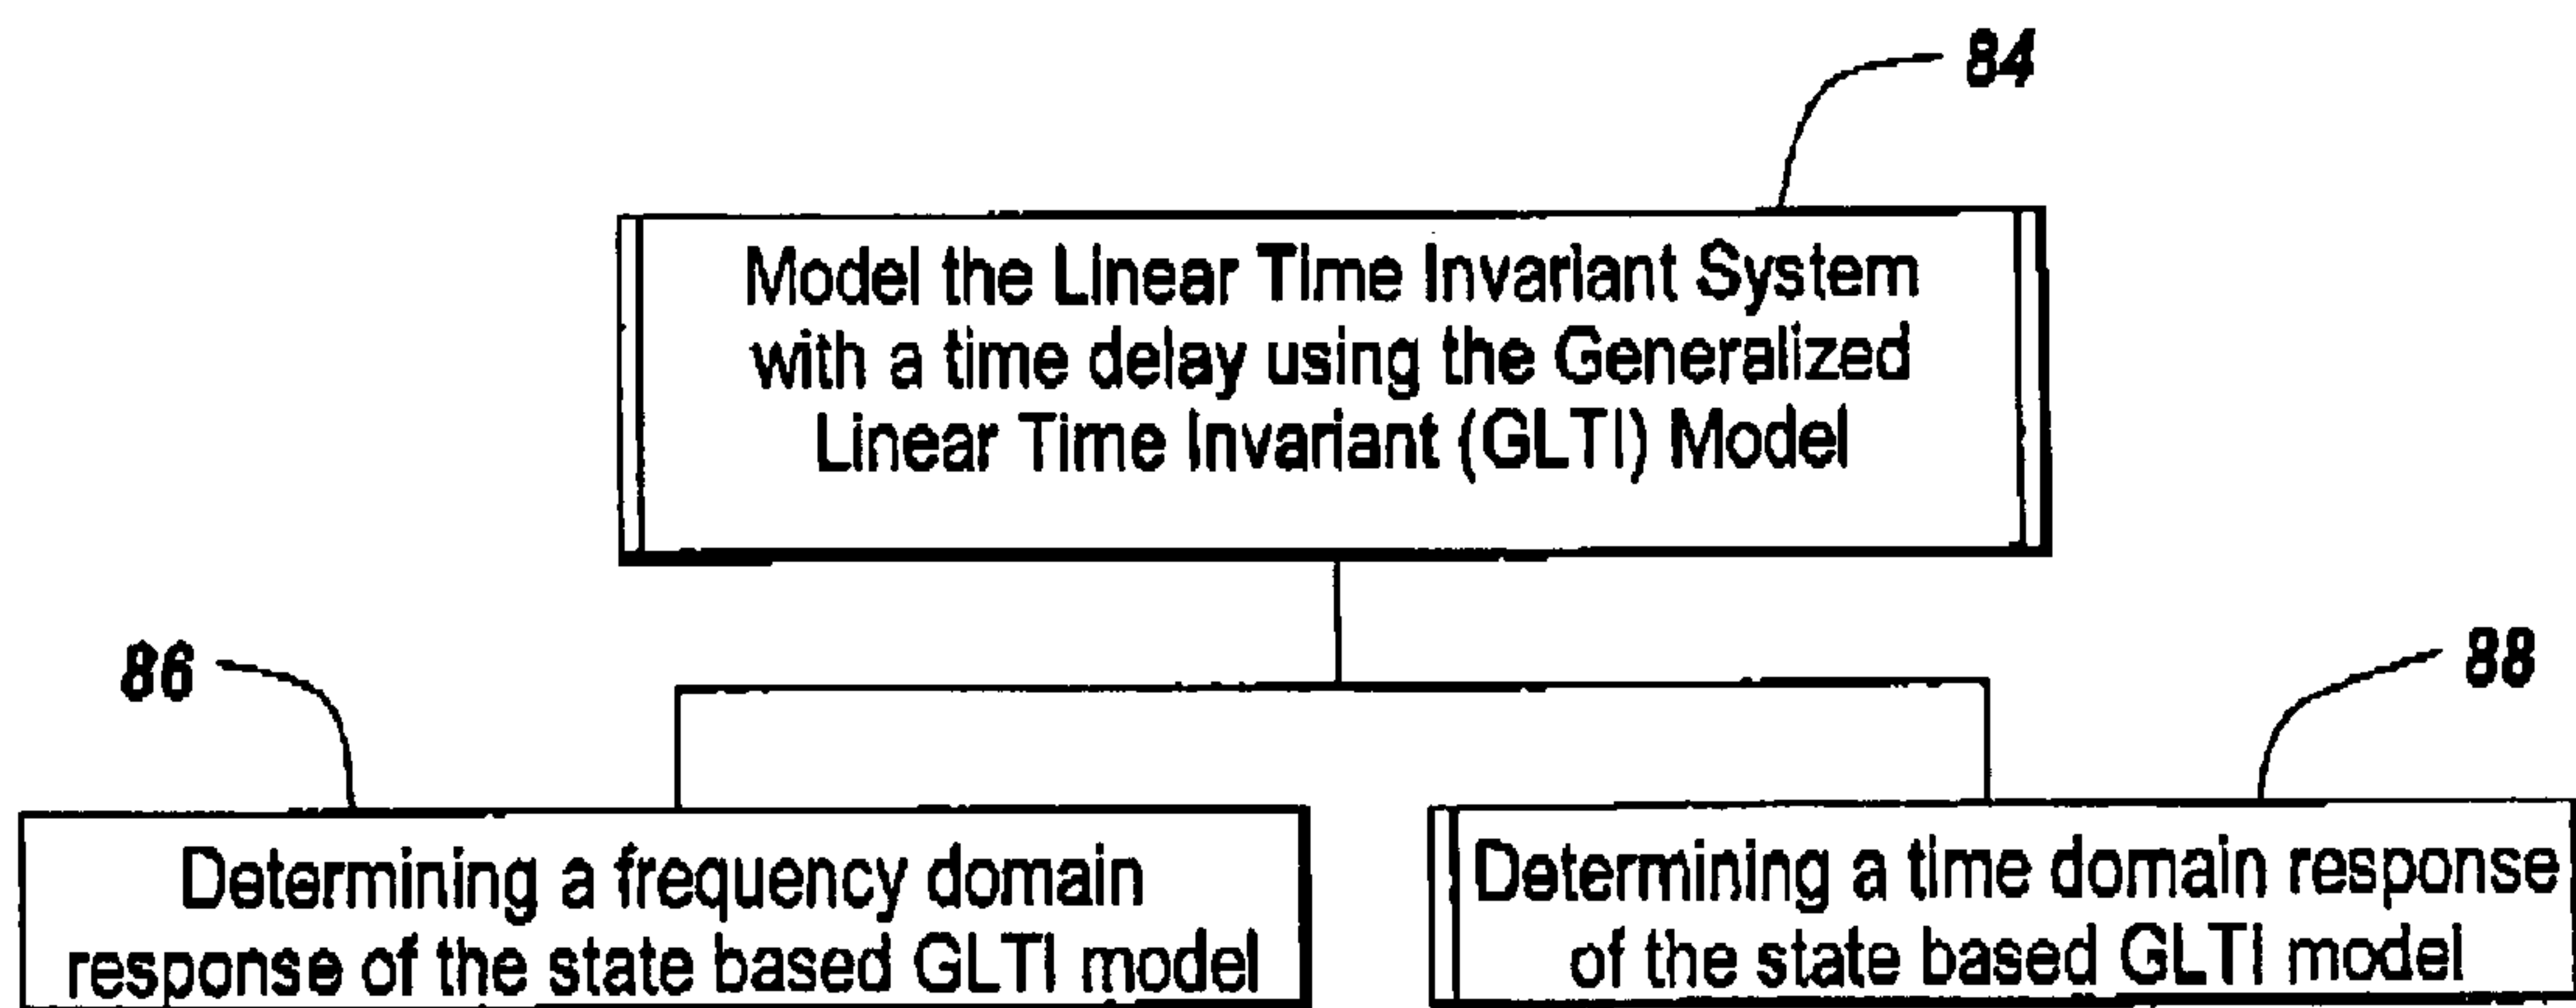 84
Model the Linear Time Invariant System
with a time delay using the Generalized
Linear Time Invariant (GLTI) Model
86
88
Determining a frequency domain
response of the state based GLTI model
Determining a time domain response
of the state based GLTI model